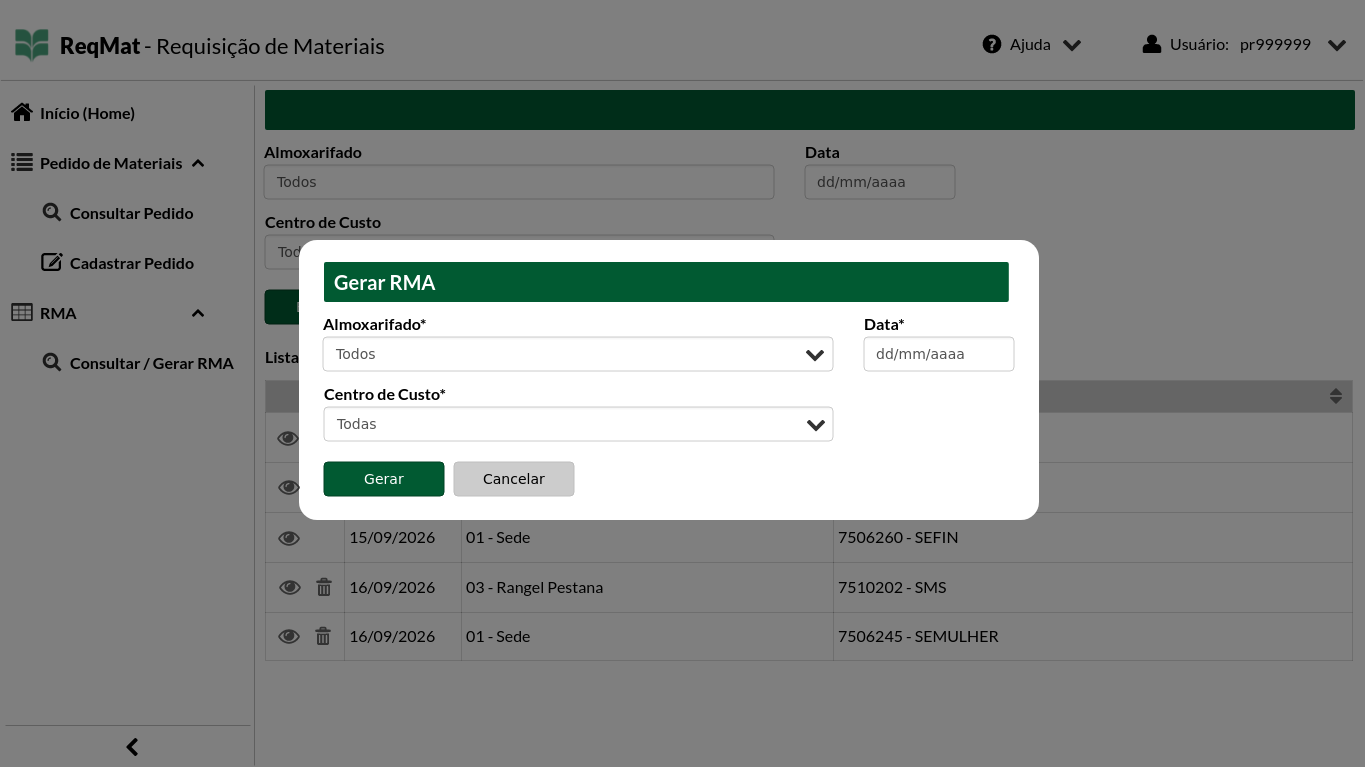 ReqMat - Requisição de Materiais
Ajuda
Usuário: pr999999
Início (Home)
Pedido de Materiais
Consultar Pedido
Cadastrar Pedido
RMA
Consultar / Gerar RMA
Almoxarifado
Data
Todos
dd/mm/aaaa
Centro de Custo
Lista
Gerar RMA
Almoxarifado*
Data*
Todos
dd/mm/aaaa
Centro de Custo*
Todas
Gerar
Cancelar
15/09/2026
01 - Sede
7506260 - SEFIN
16/09/2026
03 - Rangel Pestana
7510202 - SMS
16/09/2026
01 - Sede
7506245 - SEMULHER